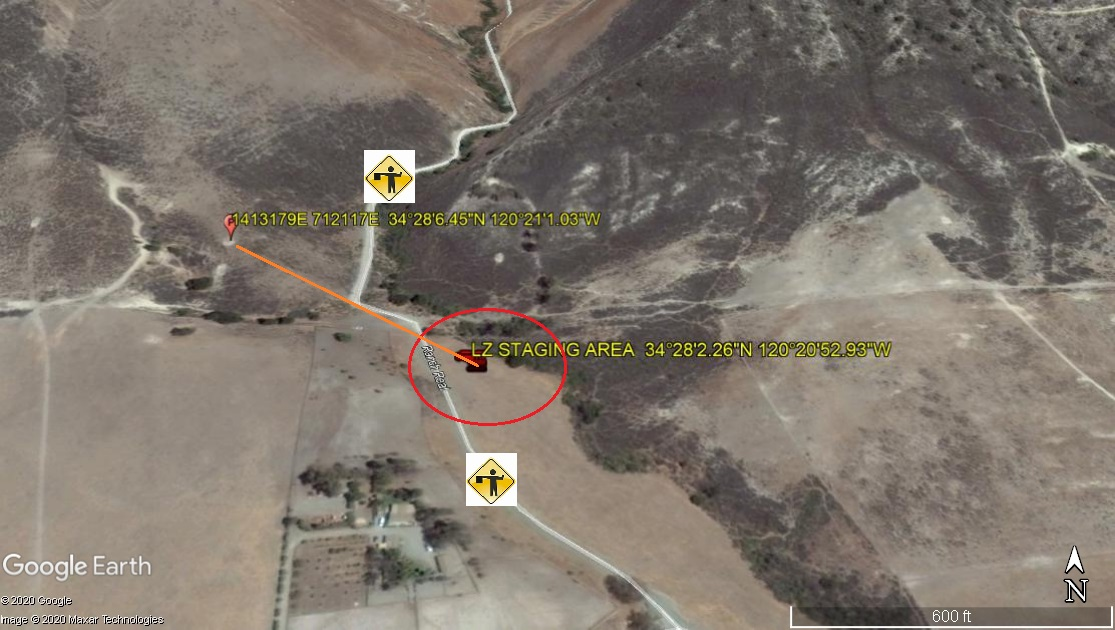 1413179E 712117E 34°28'6.45"N 120°21'1.03"W
LZ STAGING AREA 34°28'2.26"N 120°20'52.93"W
Google Earth
© 2020 Google
Image © 2020 Maxar Technologies
600 ft
N